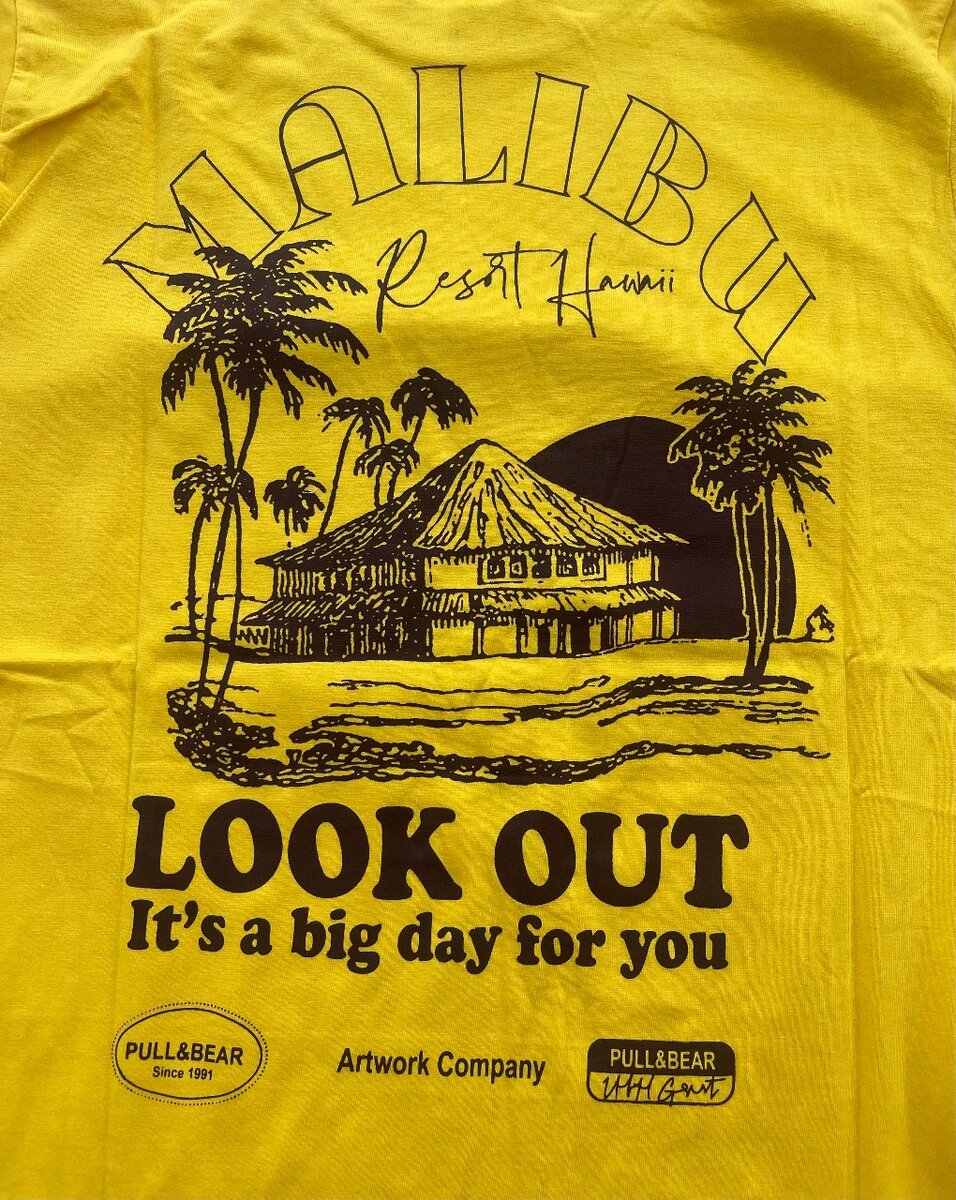 MALIBU
Resort Hawaii
LOOK OUT
It's a big day for you
PULL&BEAR
Since 1991
Artwork Company
PULL&BEAR